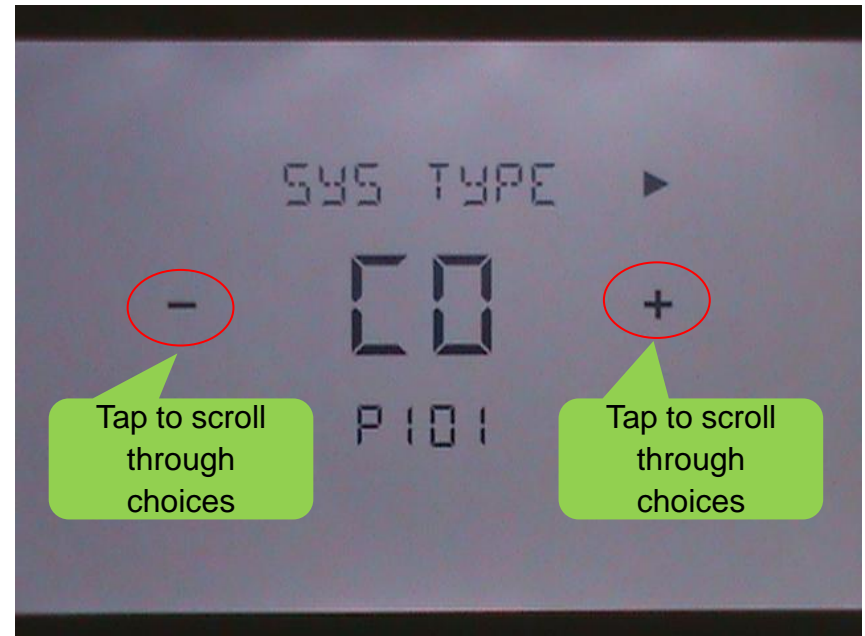 SYS TYPE ▶
- CO +
P101
Tap to scroll
through
choices
Tap to scroll
through
choices